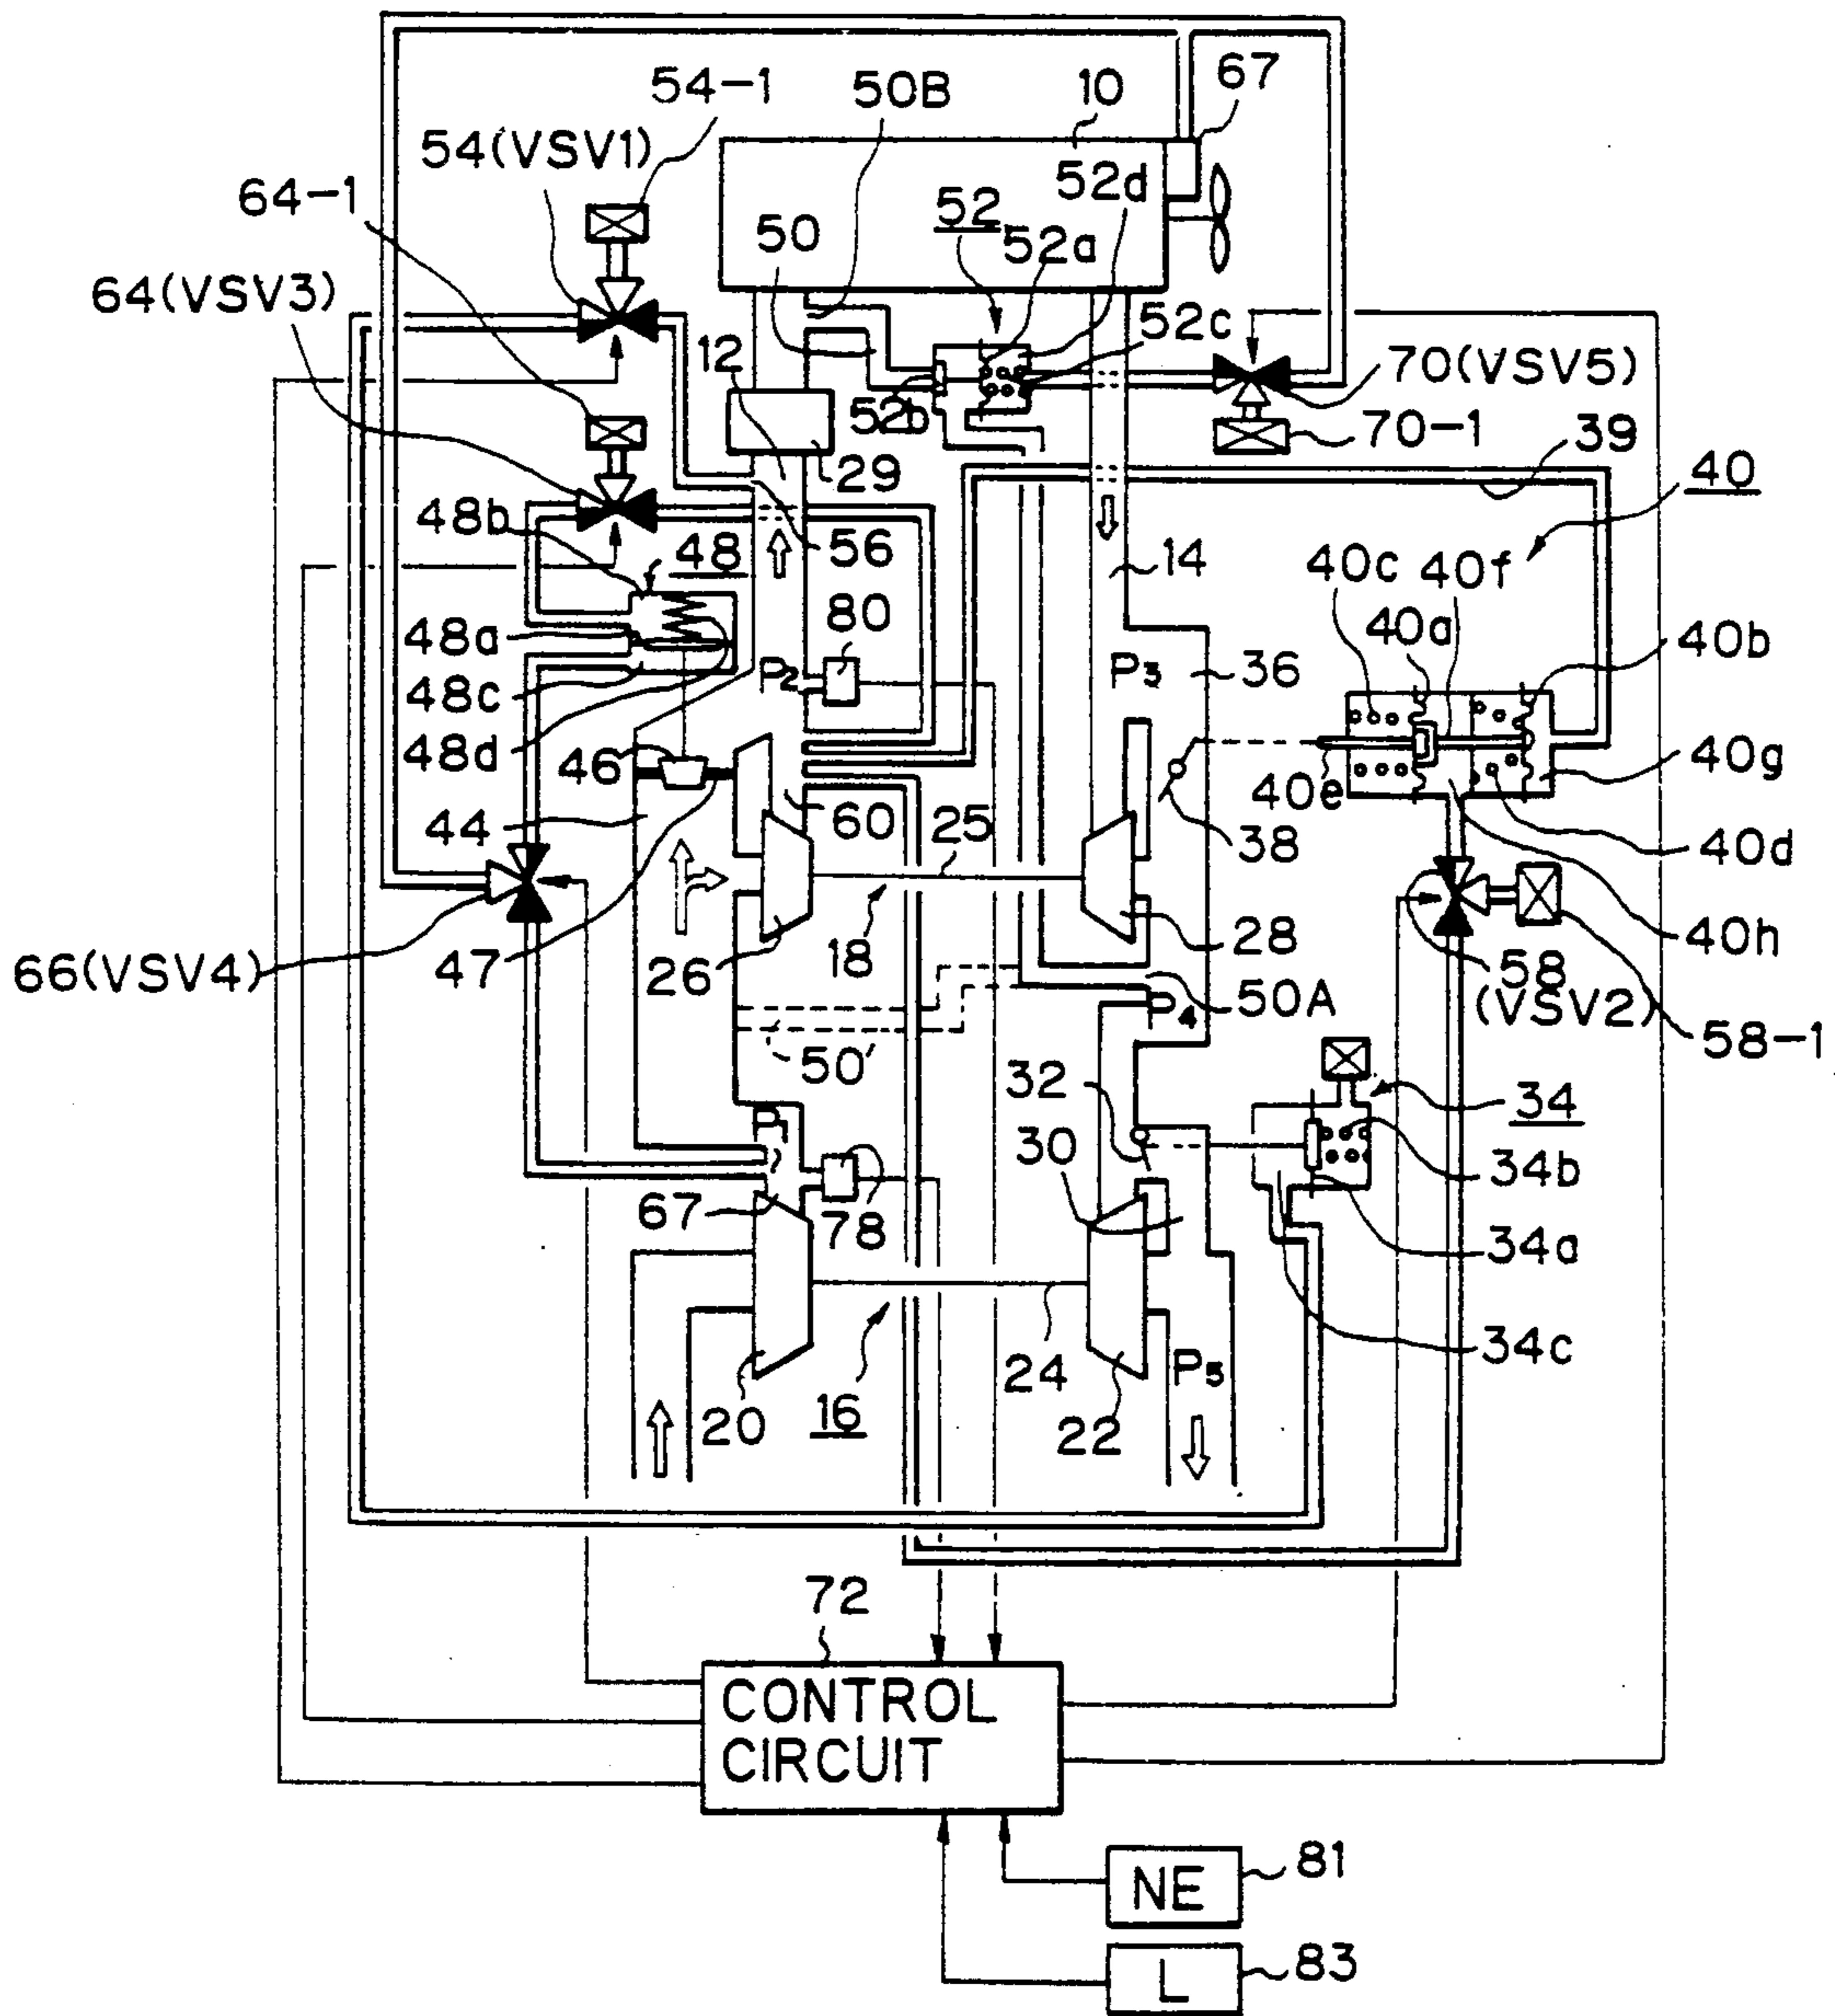 67
50B
10
54-1
54(VSV1)
52d
64-1
52
50
52a
64(VSV3)
52c
12
70(VSV5)
52b
70-1
39
29
40
48b
48
56
14
40c
40f
80
40a
48a
40b
P2
P3
36
48c
48d
46
40g
40e
44
60
25
38
40d
28
40h
66(VSV4)
47
26
18
58
(VSV2)
50A
P4
58-1
50'
32
34
P1
30
34b
67
78
34a
34c
24
P5
20
16
22
72
CONTROL
CIRCUIT
81
NE
L
83